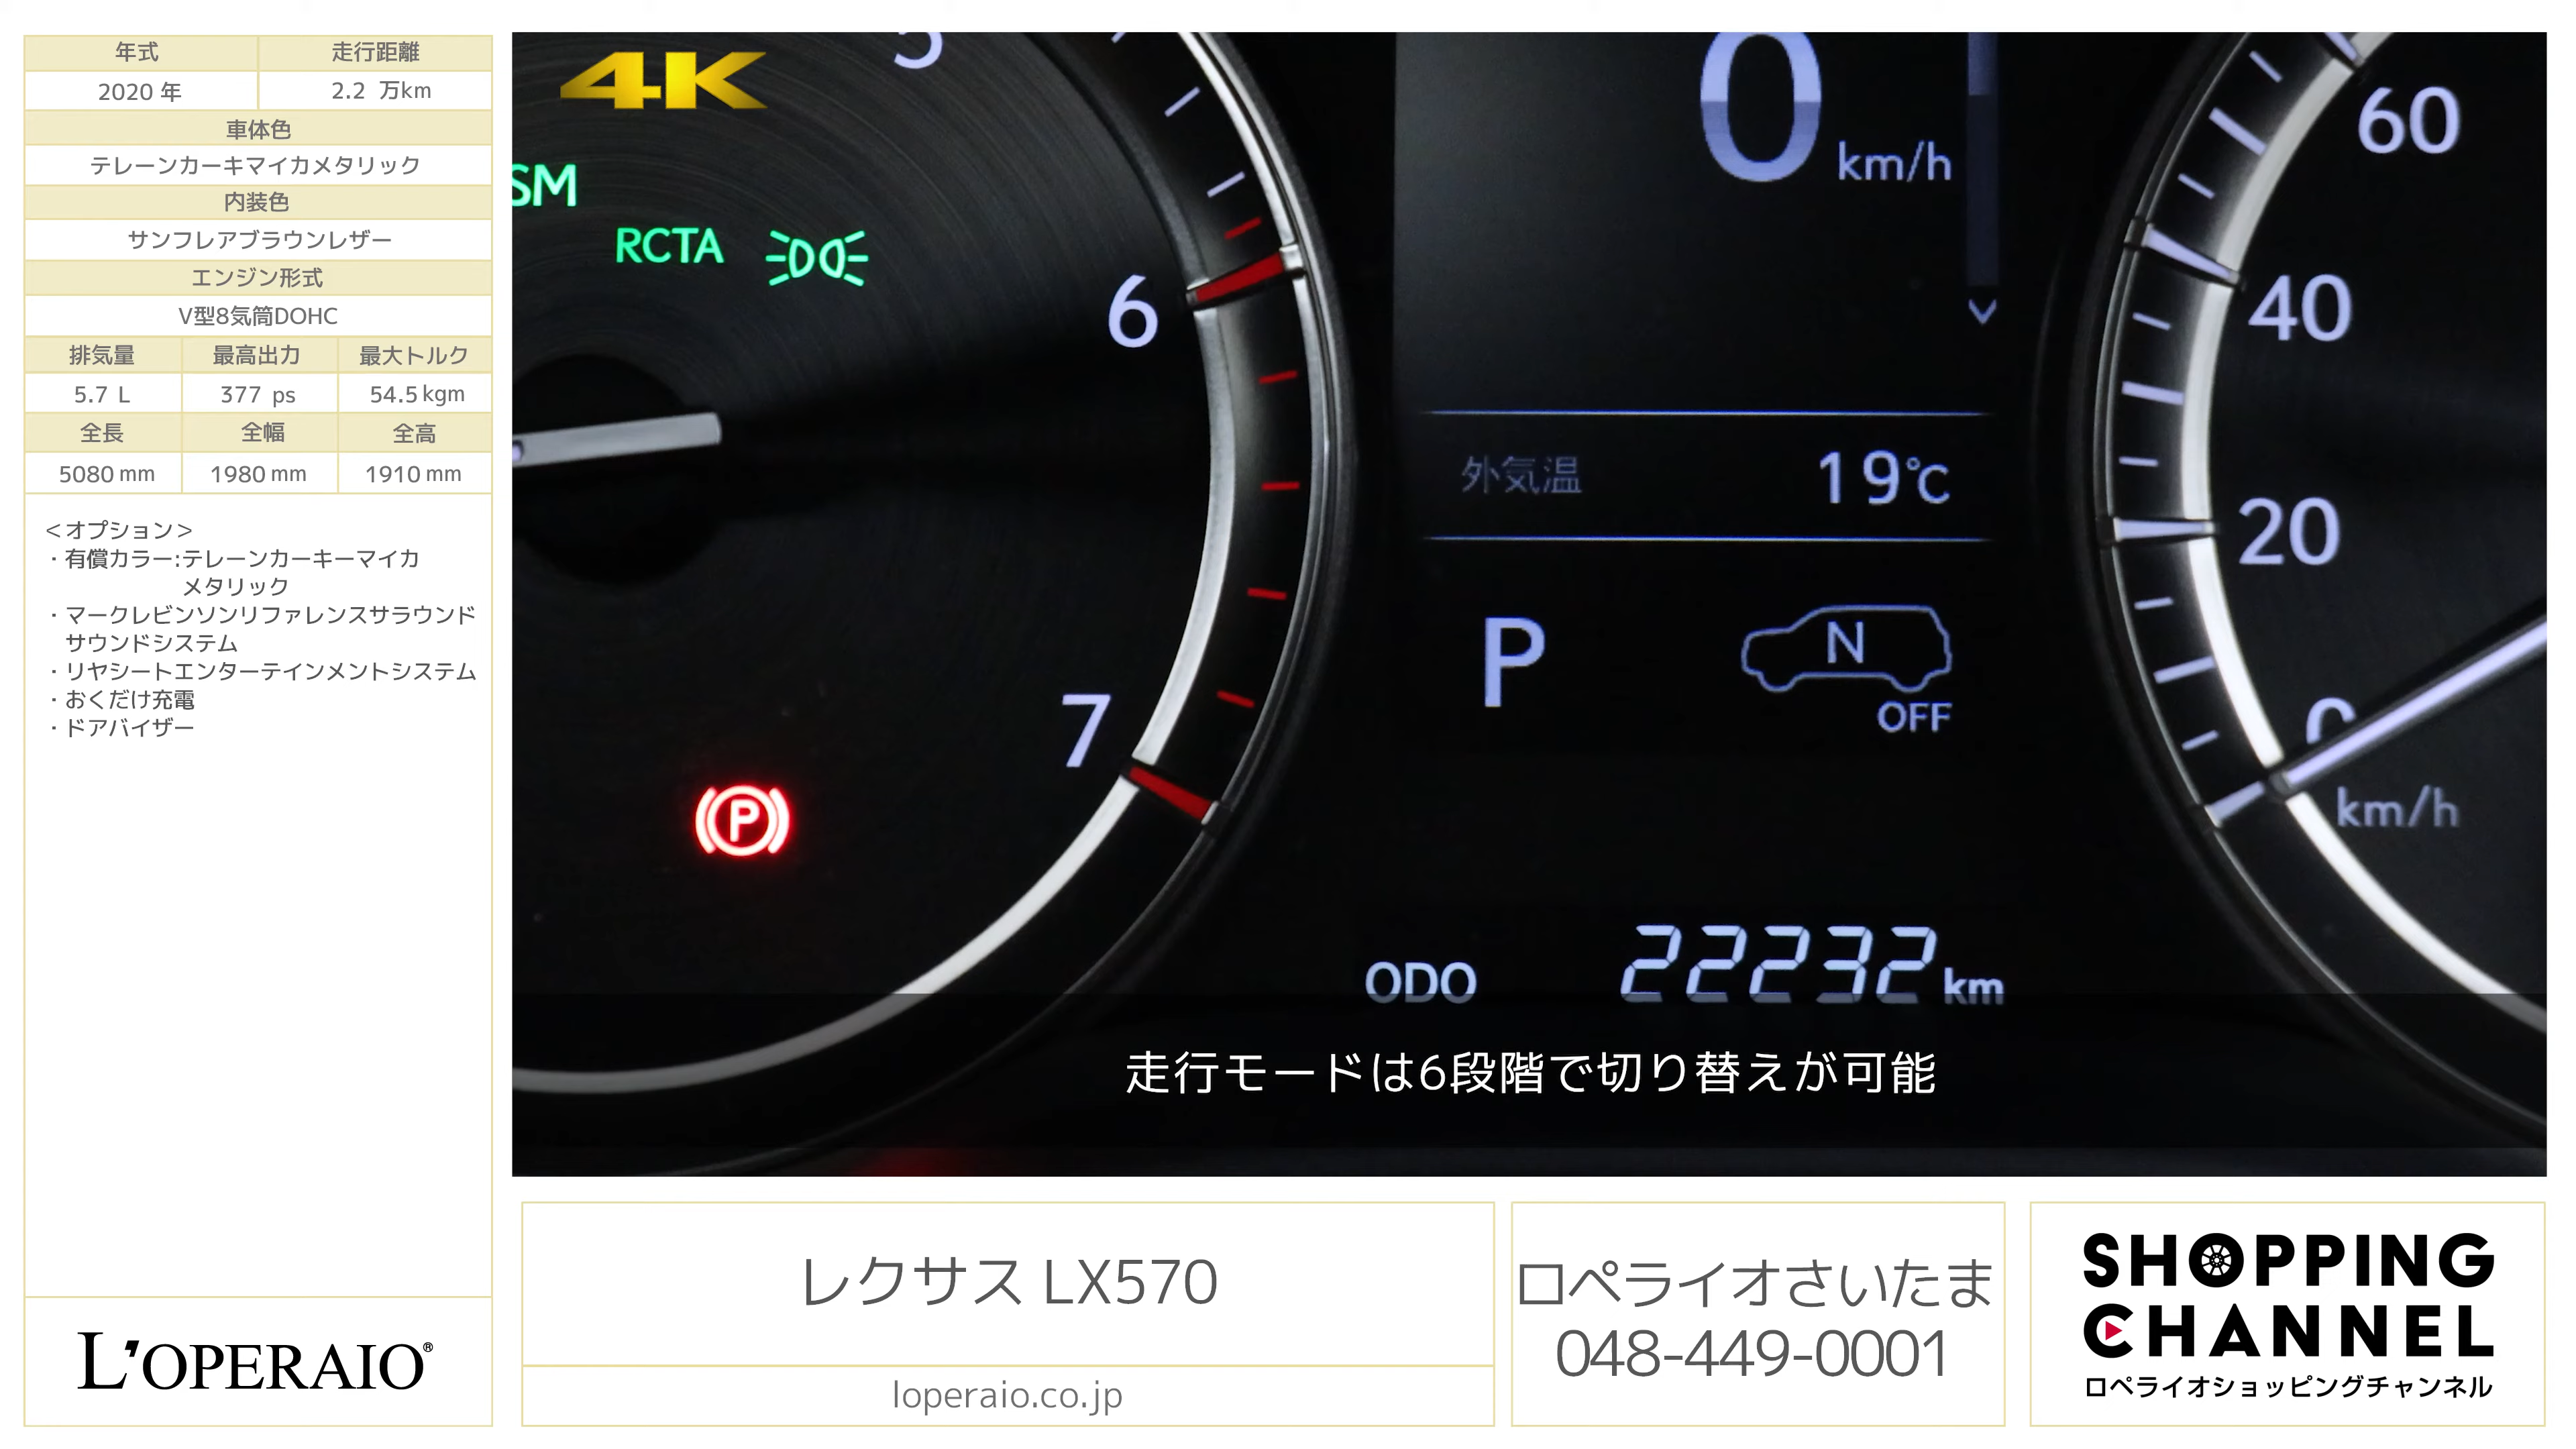 年式 走行距離
2020 年 2.2 万km
車体色
テレーンカーキマイカメタリック
内装色
サンフレアブラウンレザー
エンジン形式
V型8気筒DOHC
排気量 最高出力 最大トルク
5.7 L 377 ps 54.5 kgm
全長 全幅 全高
5080 mm 1980 mm 1910 mm
＜オプション＞
・有償カラー:テレーンカーキーマイカ
メタリック
・マークレビンソンリファレンスサラウンド
サウンドシステム
・リヤシートエンターテインメントシステム
・おくだけ充電
・ドアバイザー
L'OPERAIO®
4K
5
SM
RCTA
6
7
P
0 km/h
外気温 19℃
P
N
OFF
ODO 22232 km
60
40
20
0
km/h
走行モードは6段階で切り替えが可能
レクサス LX570
loperaio.co.jp
ロペライオさいたま
048-449-0001
SHOPPING
CHANNEL
ロペライオショッピングチャンネル